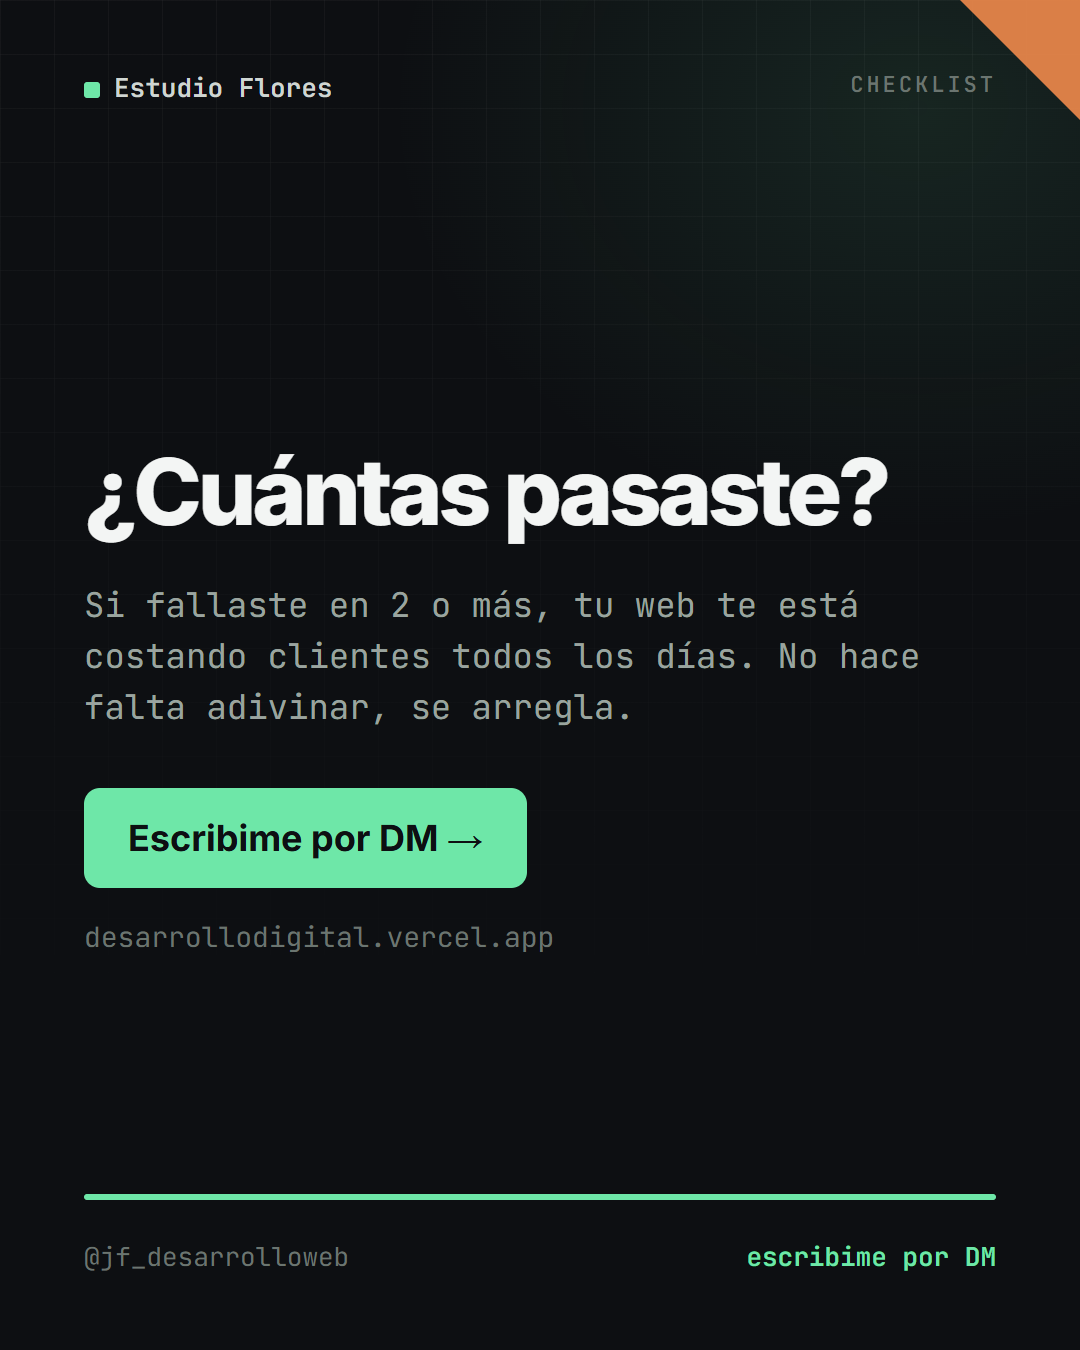 Estudio Flores
CHECKLIST
¿Cuántas pasaste?
Si fallaste en 2 o más, tu web te está
costando clientes todos los días. No hace
falta adivinar, se arregla.
Escribime por DM →
desarrollodigital.vercel.app
@jf_desarrolloweb
escribime por DM